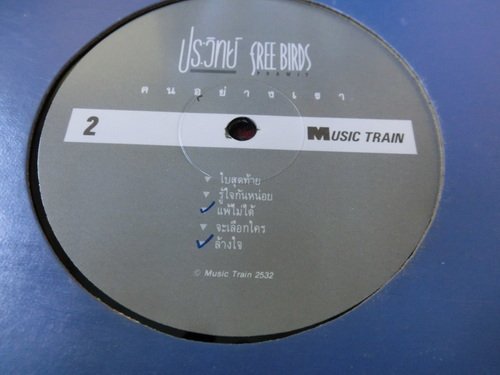 ประวิทย์ FREE BIRDS
PRAWIT
คนอย่างเรา
2 MUSIC TRAIN
ใบสุดท้าย
รู้ใจกันหน่อย
แพ้ไม่ได้
จะเลือกใคร
ล้างใจ
© Music Train 2532